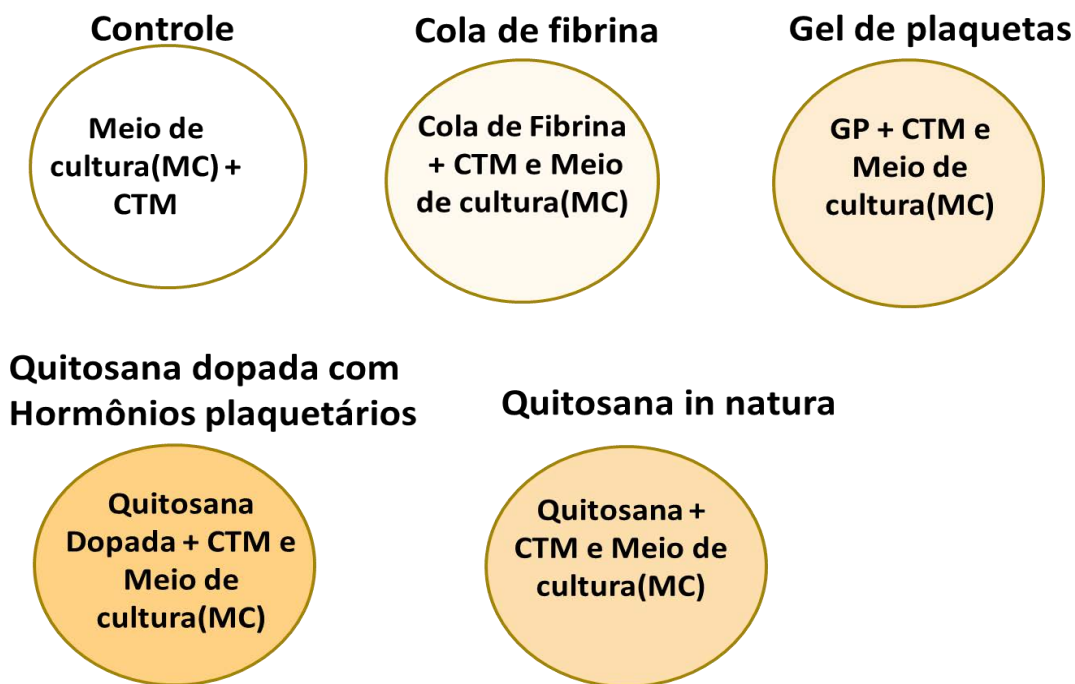 Controle
Meio de
cultura(MC) +
CTM
Cola de fibrina
Cola de Fibrina
+ CTM e Meio
de cultura(MC)
Gel de plaquetas
GP + CTM e
Meio de
cultura(MC)
Quitosana dopada com
Hormônios plaquetários
Quitosana
Dopada + CTM e
Meio de
cultura(MC)
Quitosana in natura
Quitosana +
CTM e Meio de
cultura(MC)